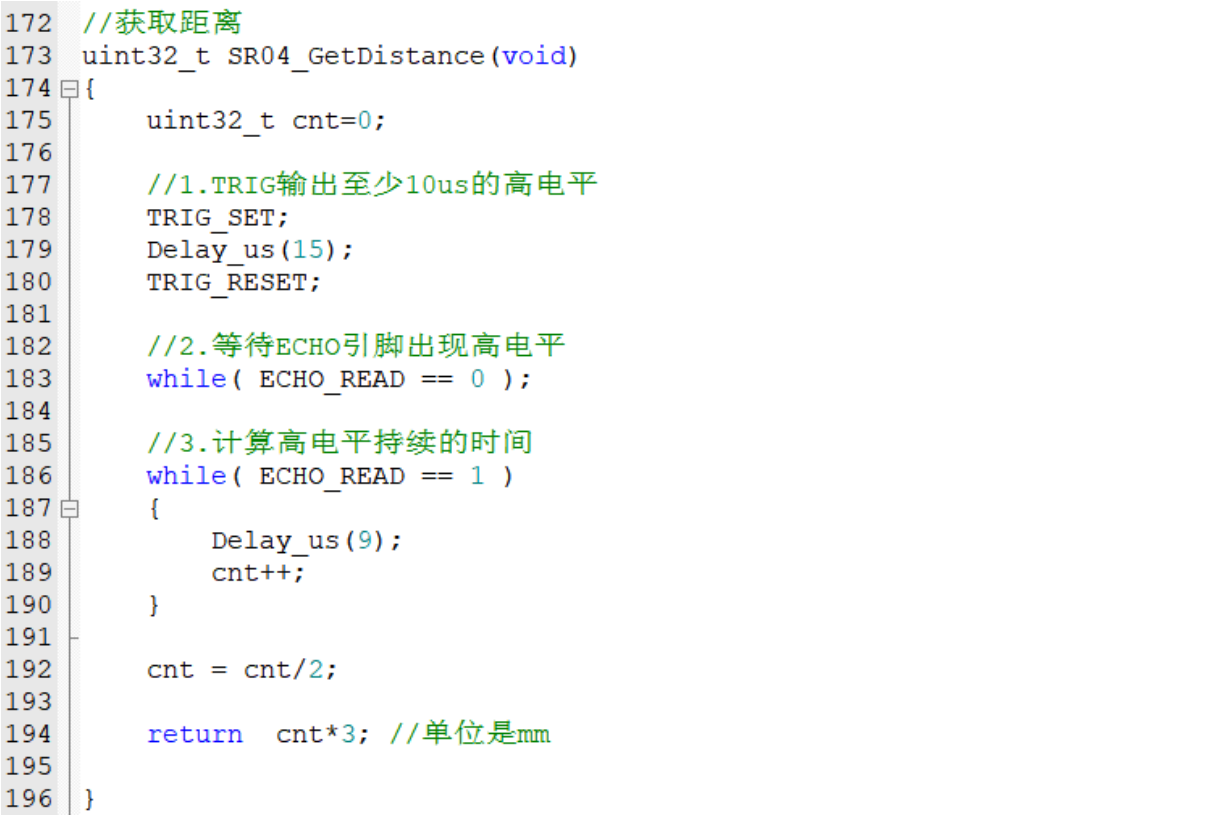 172 //获取距离
173 uint32_t SR04_GetDistance(void)
174 {
175     uint32_t cnt=0;
176
177     //1.TRIG输出至少10us的高电平
178     TRIG_SET;
179     Delay_us(15);
180     TRIG_RESET;
181
182     //2.等待ECHO引脚出现高电平
183     while( ECHO_READ == 0 );
184
185     //3.计算高电平持续的时间
186     while( ECHO_READ == 1 )
187     {
188         Delay_us(9);
189         cnt++;
190     }
191
192     cnt = cnt/2;
193
194     return  cnt*3; //单位是mm
195
196 }